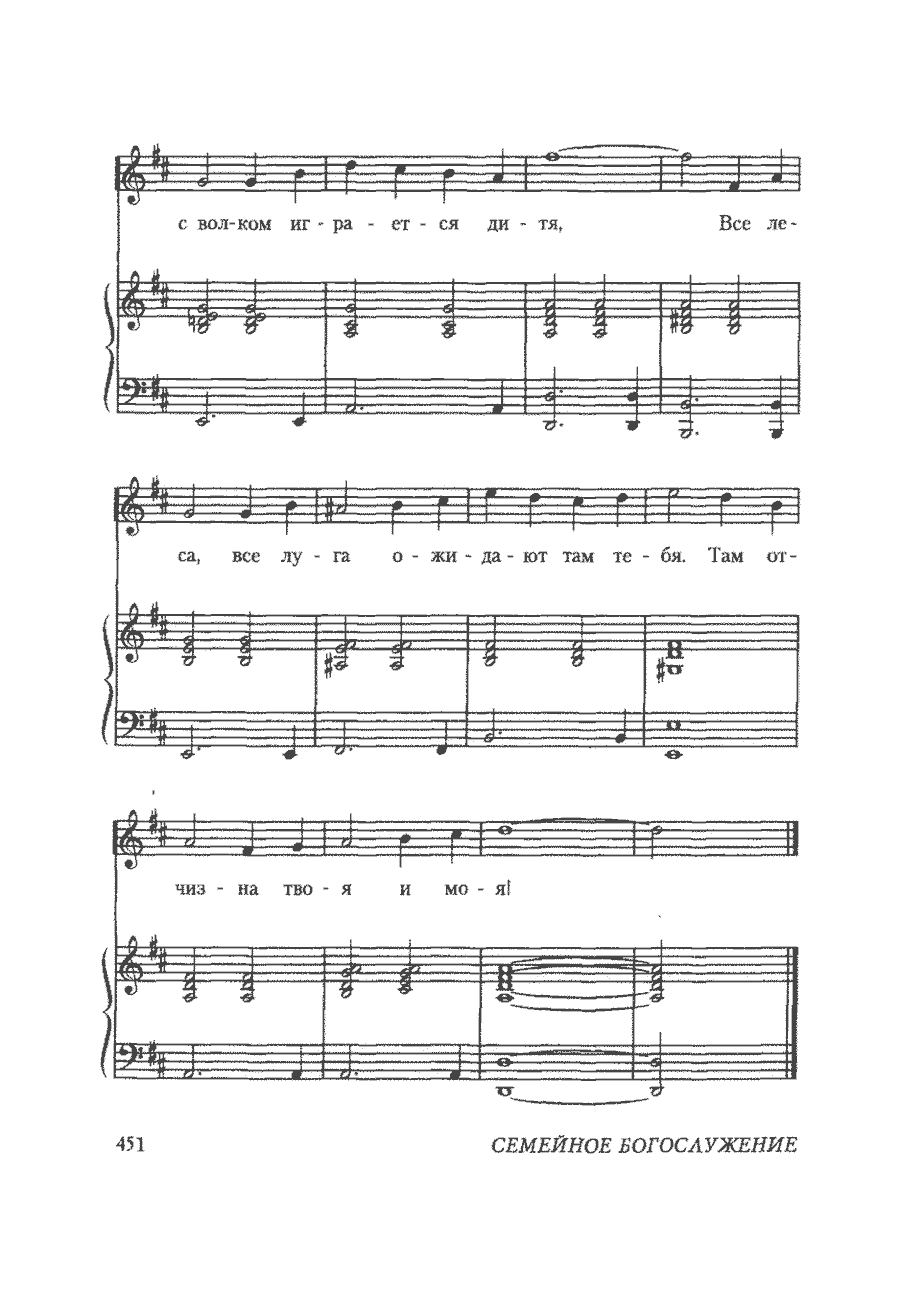 с вол-ком иг - ра - ет - ся ди - тя, Все ле-
са, все лу - га о - жи - да - ют там те - бя. Там от-
чиз - на тво - я и мо - я!
451 СЕМЕЙНОЕ БОГОСЛУЖЕНИЕ